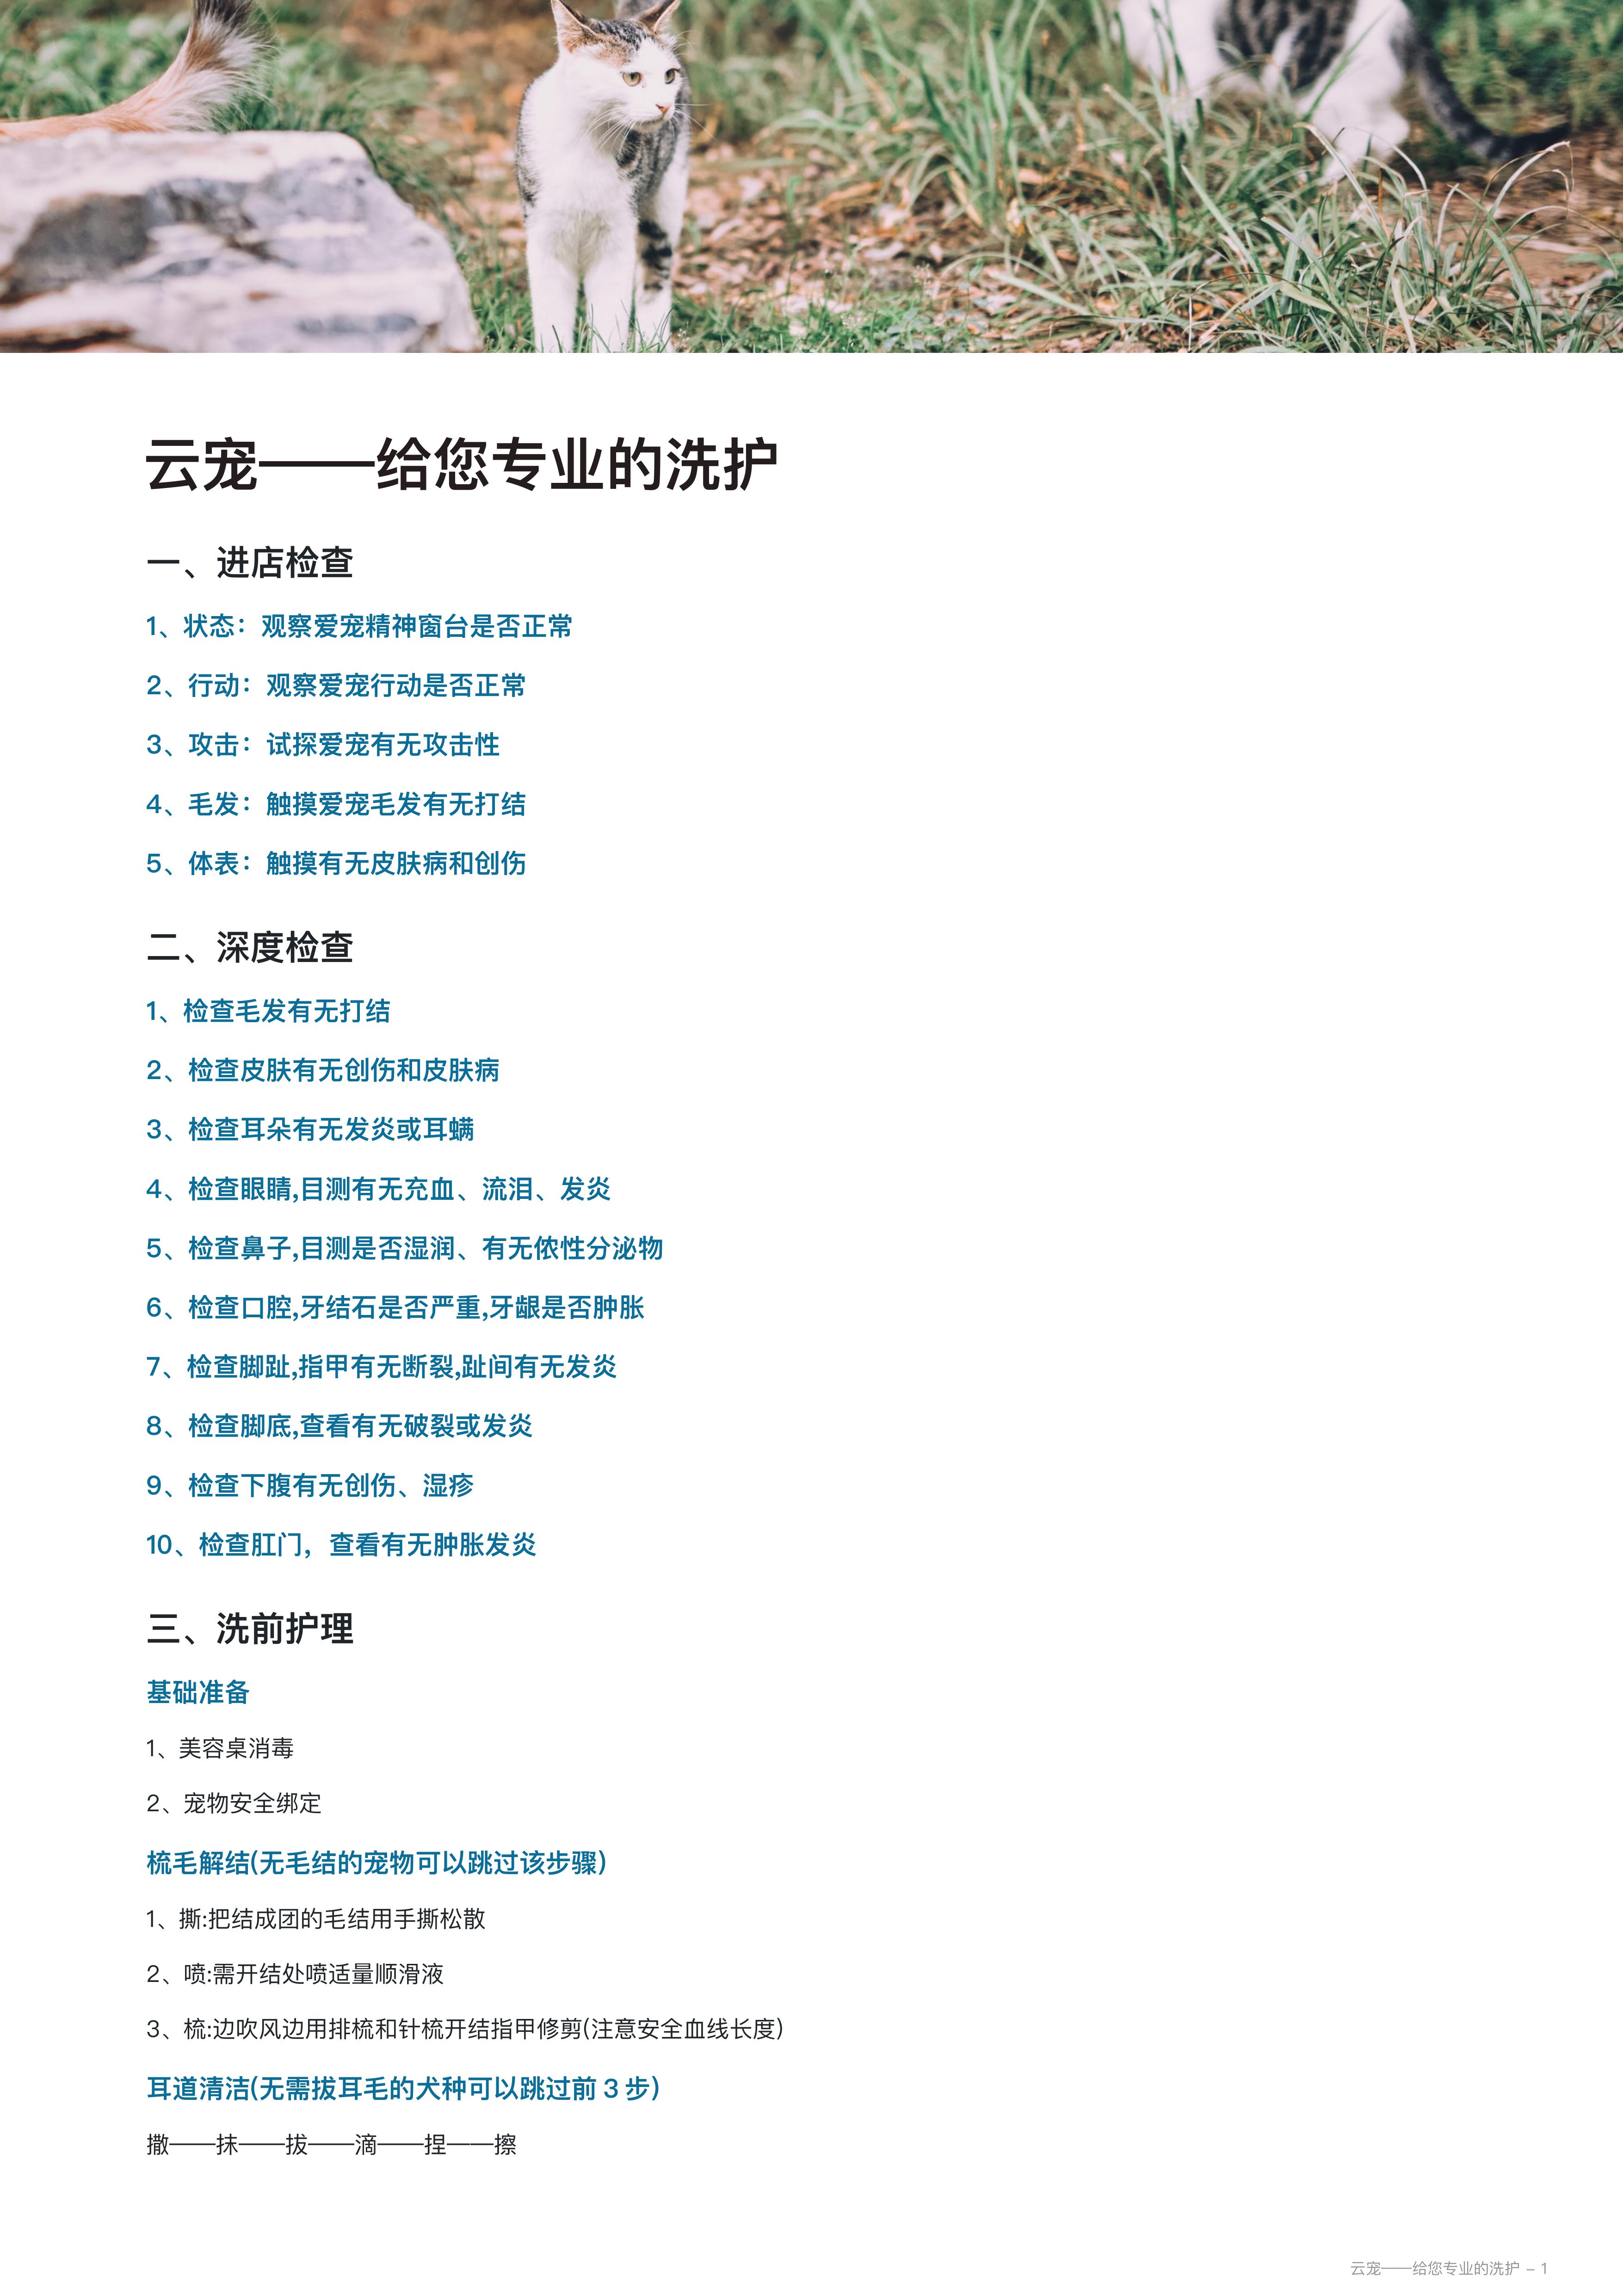 云宠——给您专业的洗护
一、进店检查
1、状态：观察爱宠精神窗台是否正常
2、行动：观察爱宠行动是否正常
3、攻击：试探爱宠有无攻击性
4、毛发：触摸爱宠毛发有无打结
5、体表：触摸有无皮肤病和创伤
二、深度检查
1、检查毛发有无打结
2、检查皮肤有无创伤和皮肤病
3、检查耳朵有无发炎或耳螨
4、检查眼睛,目测有无充血、流泪、发炎
5、检查鼻子,目测是否湿润、有无侬性分泌物
6、检查口腔,牙结石是否严重,牙龈是否肿胀
7、检查脚趾,指甲有无断裂,趾间有无发炎
8、检查脚底,查看有无破裂或发炎
9、检查下腹有无创伤、湿疹
10、检查肛门，查看有无肿胀发炎
三、洗前护理
基础准备
1、美容桌消毒
2、宠物安全绑定
梳毛解结(无毛结的宠物可以跳过该步骤)
1、撕:把结成团的毛结用手撕松散
2、喷:需开结处喷适量顺滑液
3、梳:边吹风边用排梳和针梳开结指甲修剪(注意安全血线长度)
耳道清洁(无需拔耳毛的犬种可以跳过前 3 步)
撒——抹——拔——滴——捏——擦
云宠——给您专业的洗护 – 1